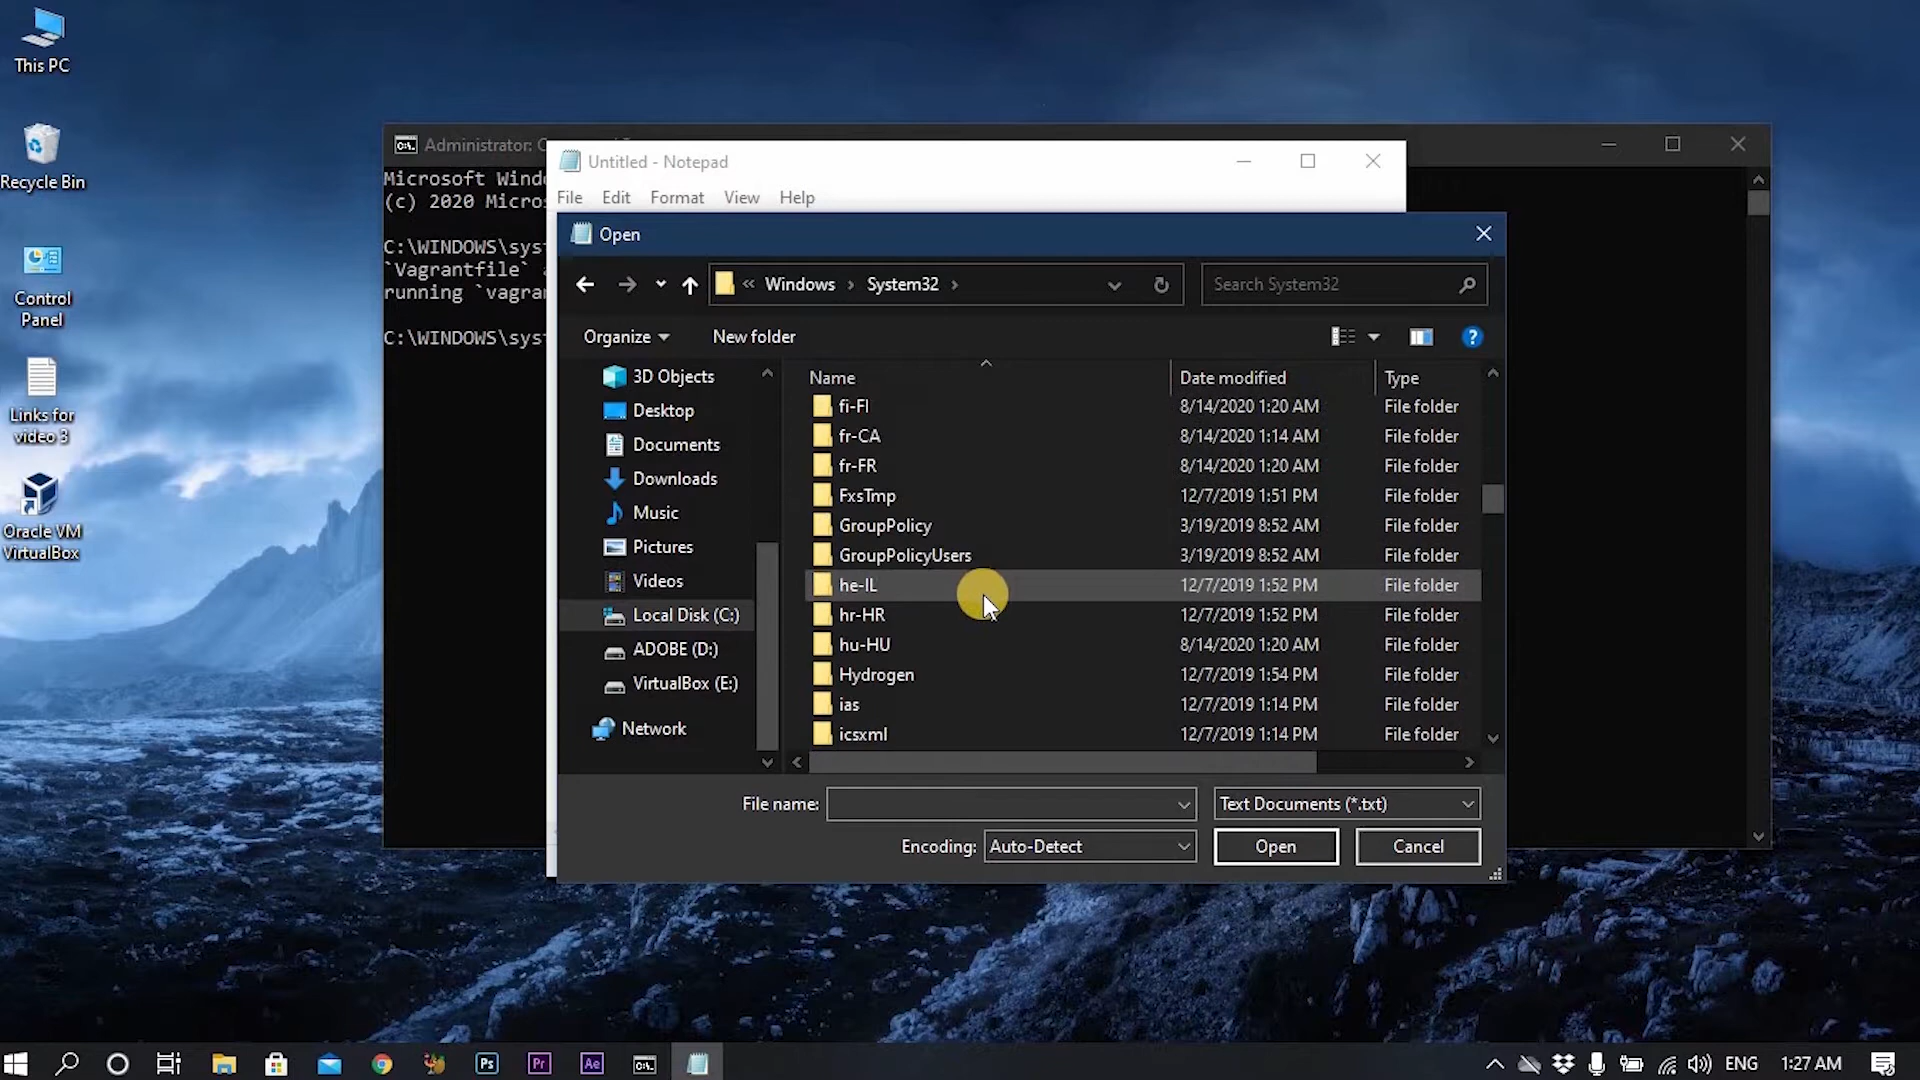 This PC
Recycle Bin
Control
Panel
Links for
video 3
Oracle VM
VirtualBox
Administrator:
Microsoft Wind
(c) 2020 Micros
C:\WINDOWS\syst
`Vagrantfile`
running `vagran
C:\WINDOWS\syst
Untitled - Notepad
File Edit Format View Help
Open
« Windows › System32 ›
Search System32
Organize
New folder
3D Objects
Desktop
Documents
Downloads
Music
Pictures
Videos
Local Disk (C:)
ADOBE (D:)
VirtualBox (E:)
Network
Name Date modified Type
fi-FI 8/14/2020 1:20 AM File folder
fr-CA 8/14/2020 1:14 AM File folder
fr-FR 8/14/2020 1:20 AM File folder
FxsTmp 12/7/2019 1:51 PM File folder
GroupPolicy 3/19/2019 8:52 AM File folder
GroupPolicyUsers 3/19/2019 8:52 AM File folder
he-IL 12/7/2019 1:52 PM File folder
hr-HR 12/7/2019 1:52 PM File folder
hu-HU 8/14/2020 1:20 AM File folder
Hydrogen 12/7/2019 1:54 PM File folder
ias 12/7/2019 1:14 PM File folder
icsxml 12/7/2019 1:14 PM File folder
File name:
Text Documents (*.txt)
Encoding: Auto-Detect
Open
Cancel
Ps Pr Ae
ENG 1:27 AM